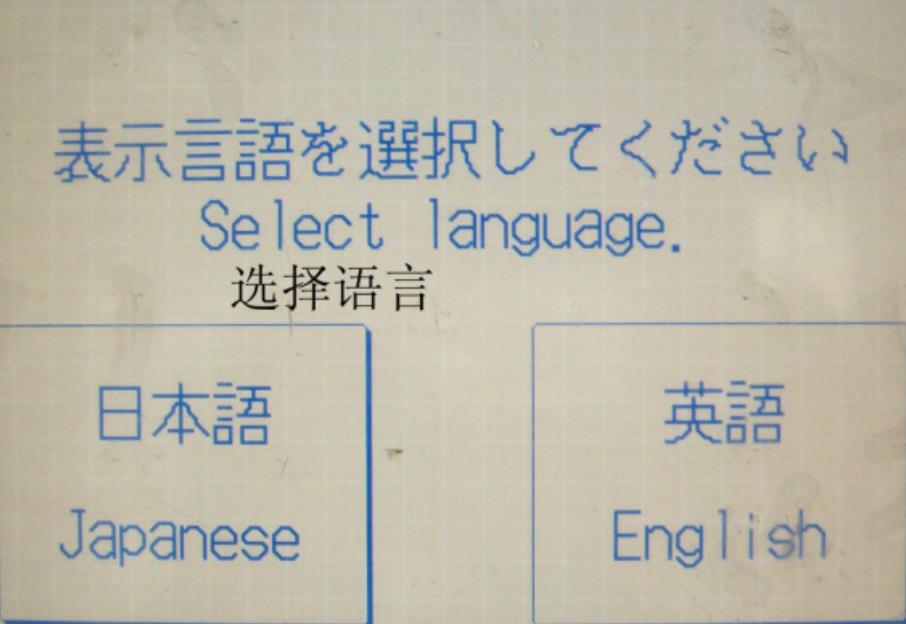 表示言語を選択してください
Select language.
选择语言
日本語
英語
Japanese
English